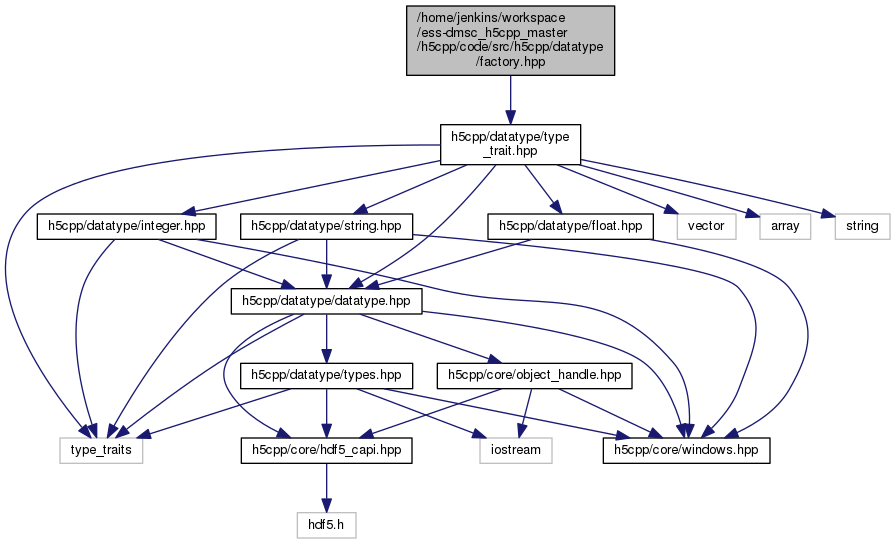 /home/jenkins/workspace
/ess-dmsc_h5cpp_master
/h5cpp/code/src/h5cpp/datatype
/factory.hpp
h5cpp/datatype/type
_trait.hpp
h5cpp/datatype/integer.hpp
h5cpp/datatype/string.hpp
h5cpp/datatype/float.hpp
vector
array
string
h5cpp/datatype/datatype.hpp
h5cpp/datatype/types.hpp
h5cpp/core/object_handle.hpp
type_traits
h5cpp/core/hdf5_capi.hpp
iostream
h5cpp/core/windows.hpp
hdf5.h